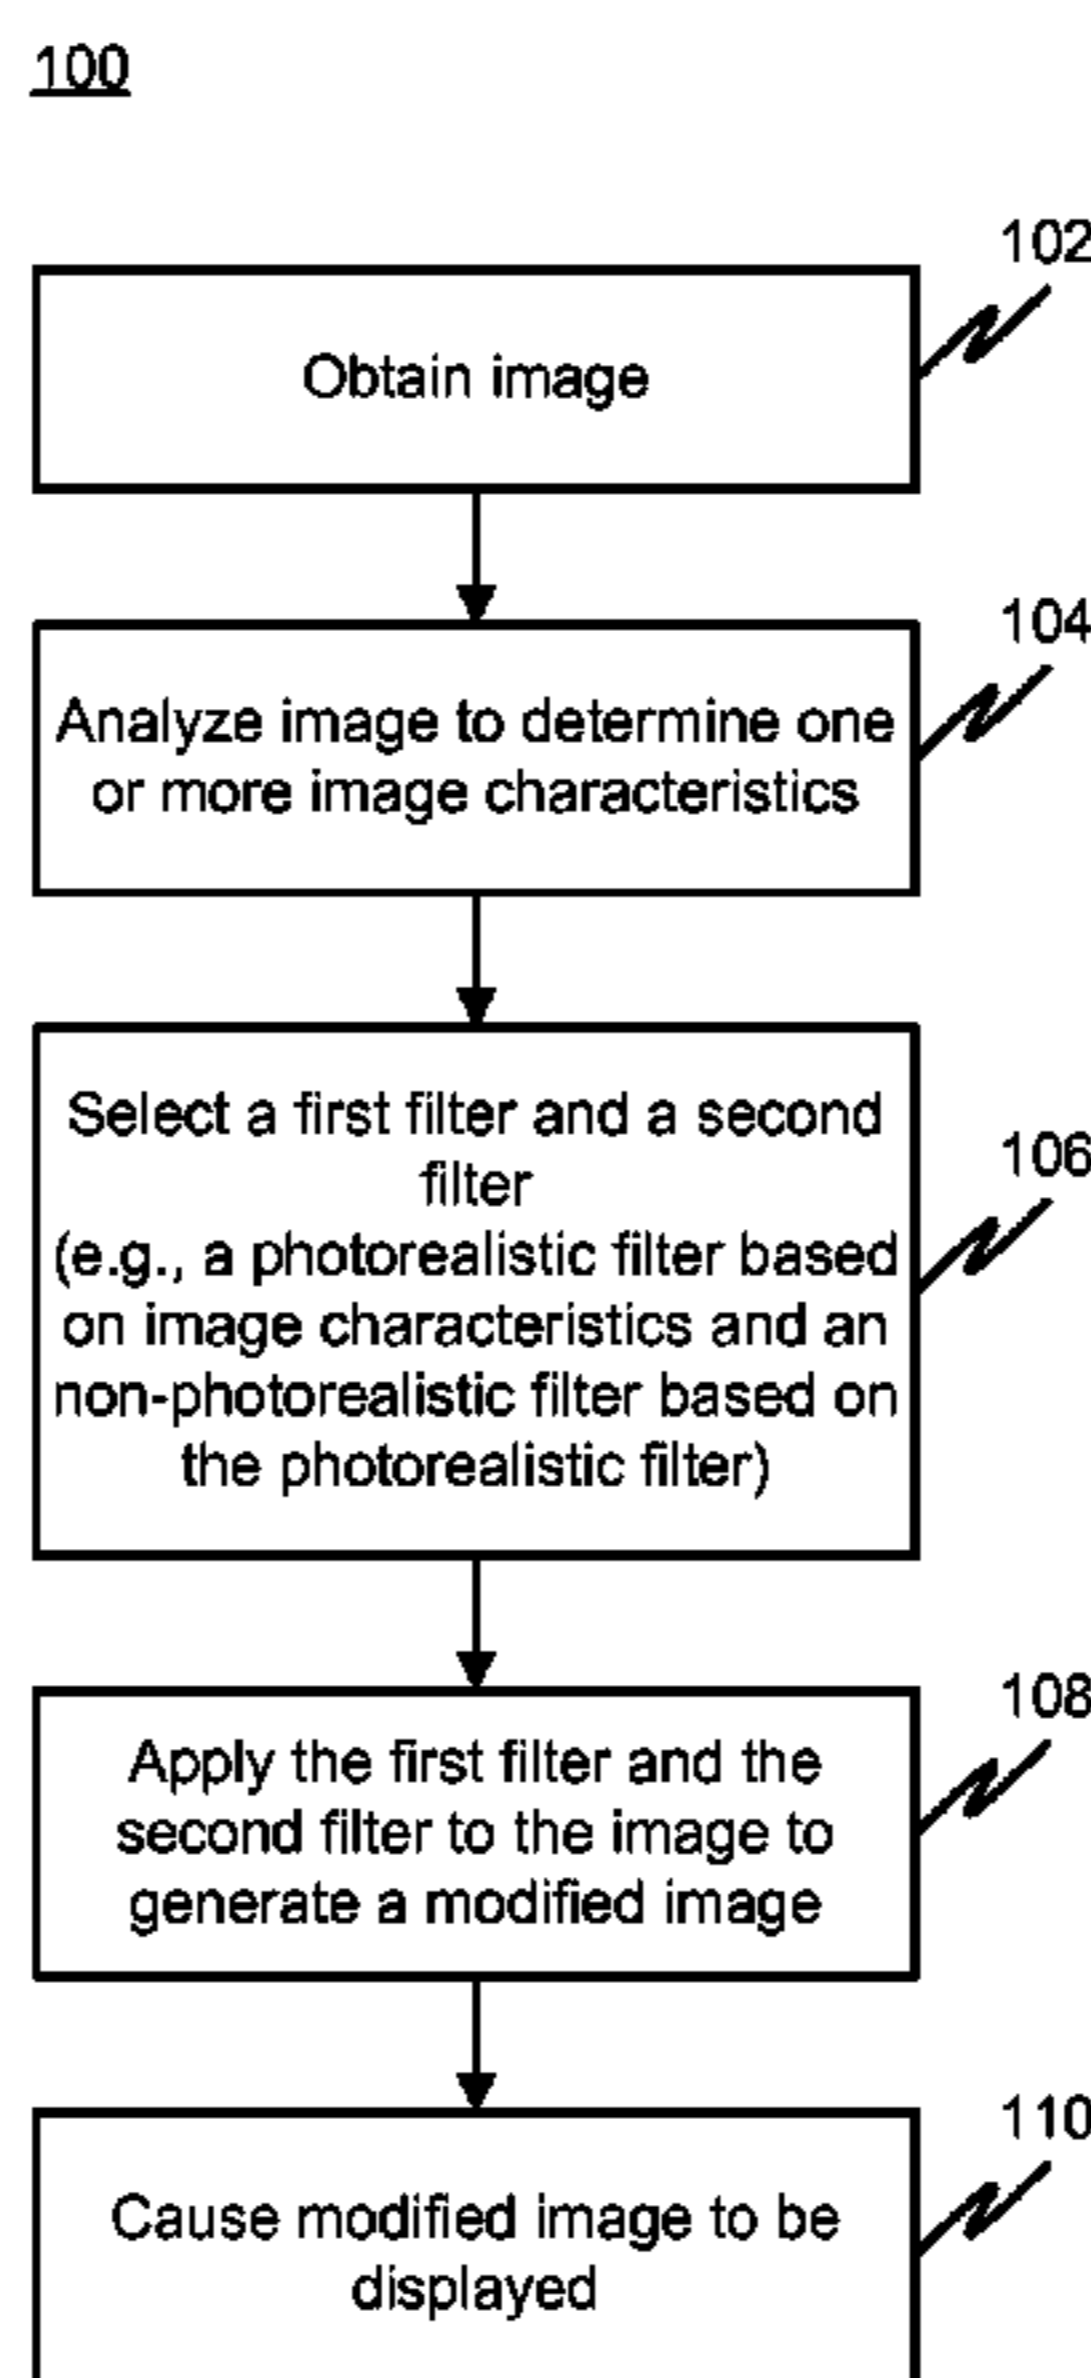 100
102
Obtain image
104
Analyze image to determine one
or more image characteristics
106
Select a first filter and a second
filter
(e.g., a photorealistic filter based
on image characteristics and an
non-photorealistic filter based on
the photorealistic filter)
108
Apply the first filter and the
second filter to the image to
generate a modified image
110
Cause modified image to be
displayed